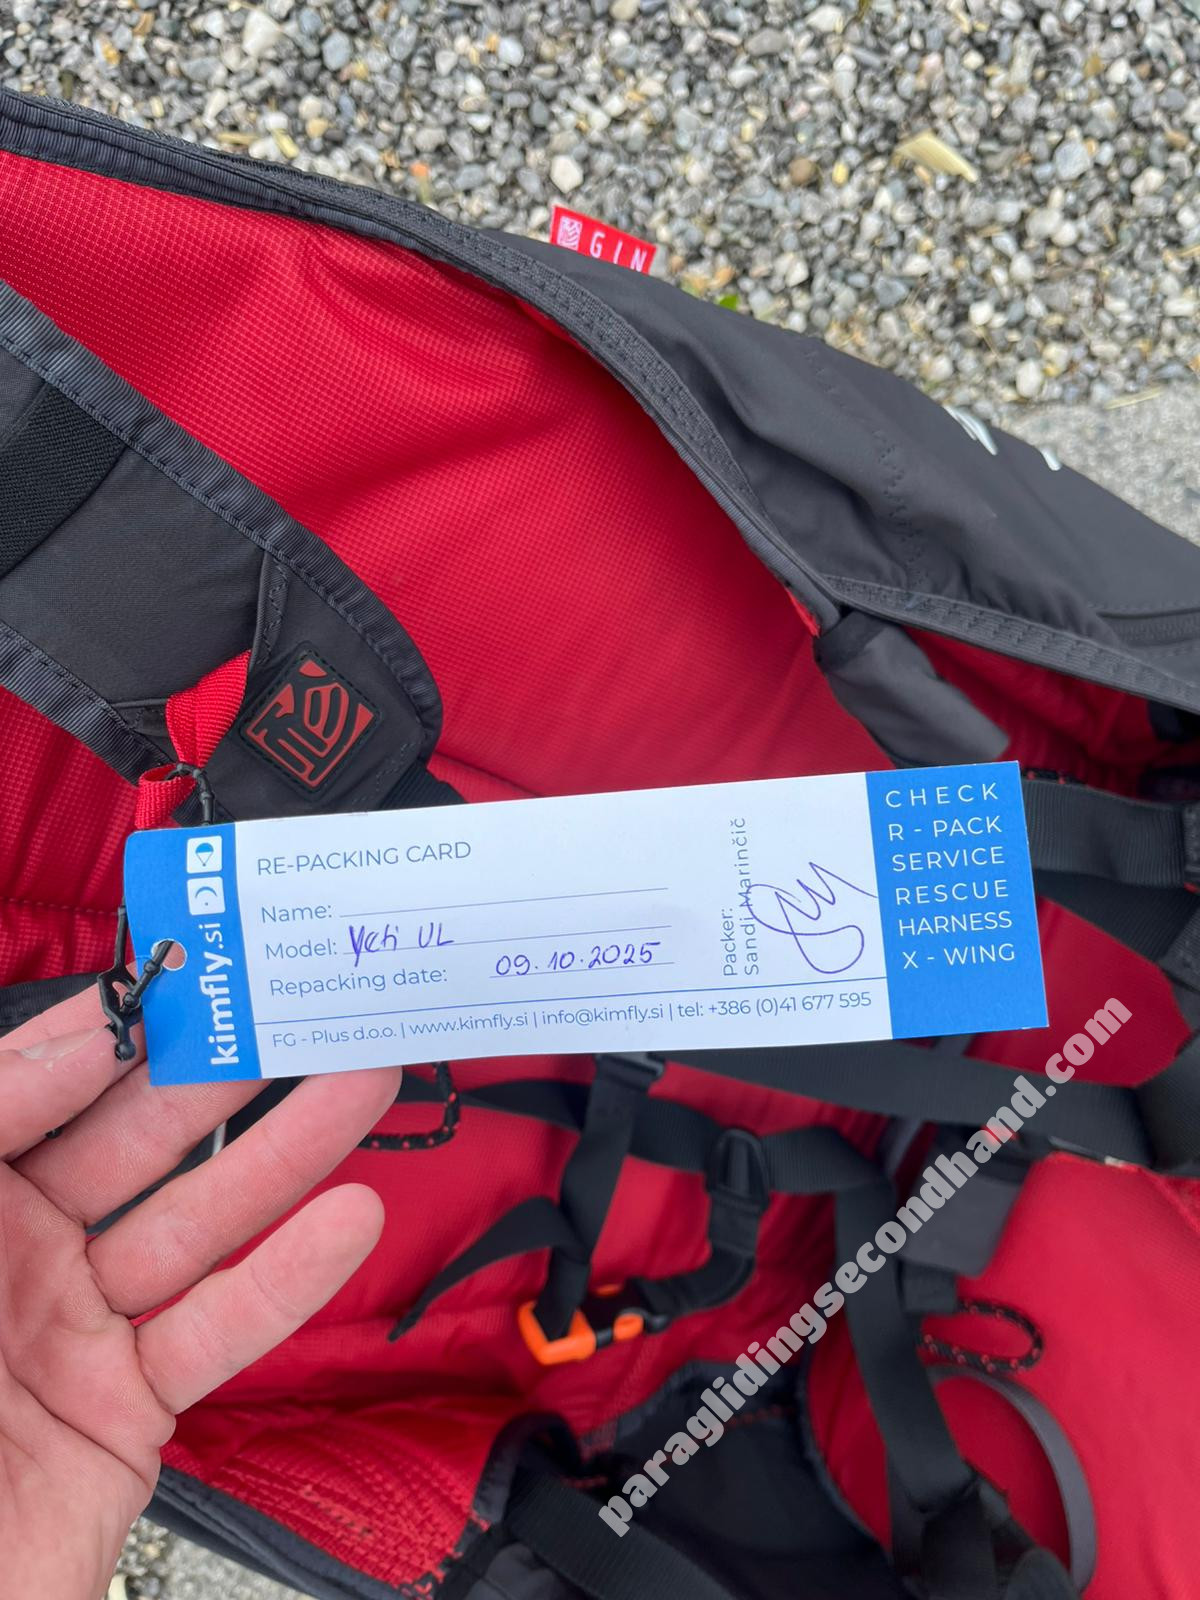 GIN
RE-PACKING CARD
Name:
Model: Yeti UL
Repacking date: 09.10.2025
Packer:
Sandi Marinčič
FG - Plus d.o.o. | www.kimfly.si | info@kimfly.si | tel: +386 (0)41 677 595
kimfly.si
CHECK
R - PACK
SERVICE
RESCUE
HARNESS
X - WING
paraglidingsecondhand.com